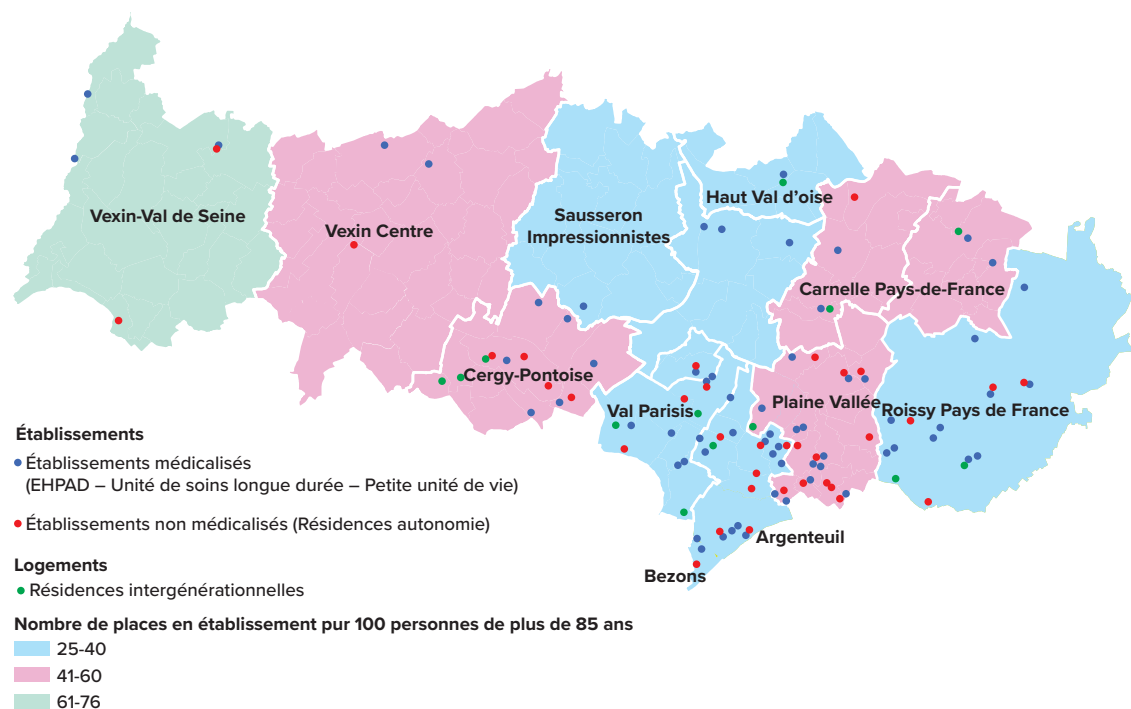 Vexin-Val de Seine
Vexin Centre
Sausseron
Impressionnistes
Haut Val d'oise
Carnelle Pays-de-France
Cergy-Pontoise
Val Parisis
Plaine Vallée
Roissy Pays de France
Argenteuil
Bezons
Établissements
Établissements médicalisés
(EHPAD – Unité de soins longue durée – Petite unité de vie)
Établissements non médicalisés (Résidences autonomie)
Logements
Résidences intergénérationnelles
Nombre de places en établissement pur 100 personnes de plus de 85 ans
25-40
41-60
61-76